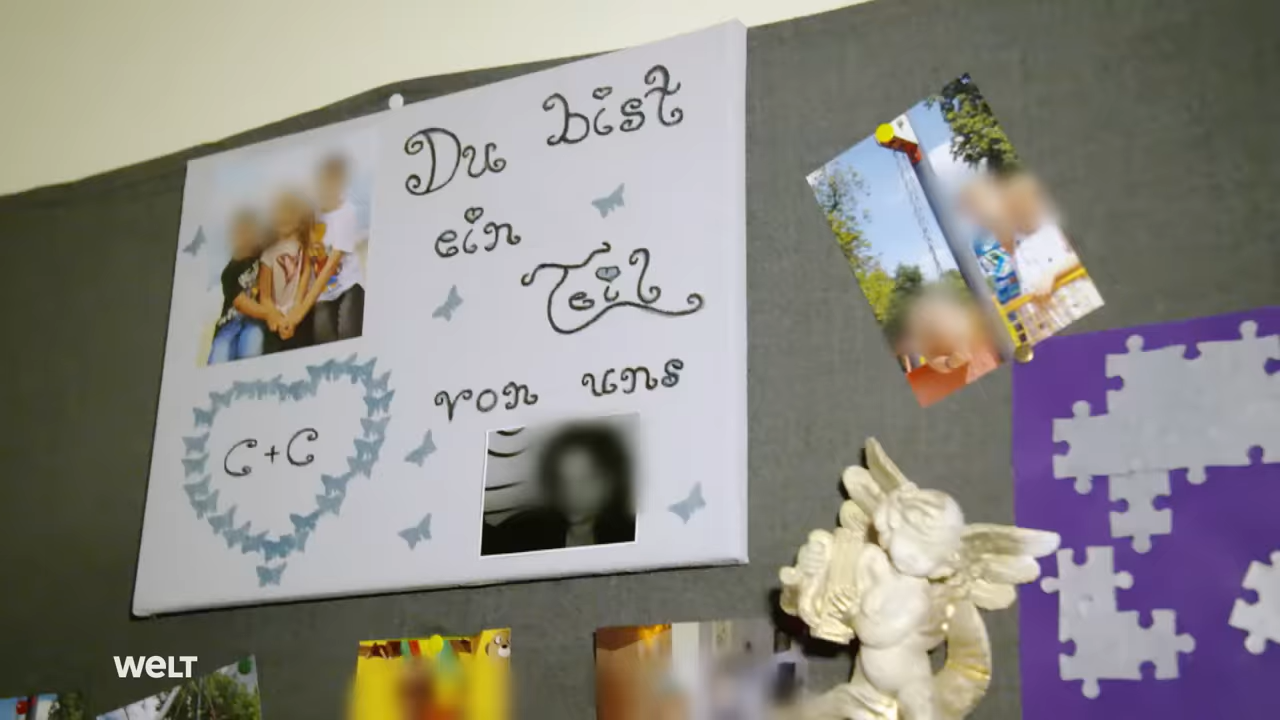 Du bist
ein
Teil
von uns
C+C
welt